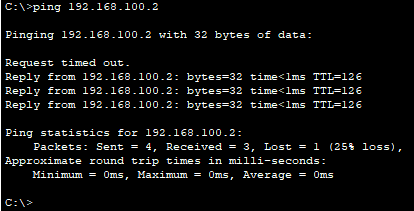 C:\>ping 192.168.100.2
Pinging 192.168.100.2 with 32 bytes of data:
Request timed out.
Reply from 192.168.100.2: bytes=32 time<1ms TTL=126
Reply from 192.168.100.2: bytes=32 time<1ms TTL=126
Reply from 192.168.100.2: bytes=32 time<1ms TTL=126
Ping statistics for 192.168.100.2:
    Packets: Sent = 4, Received = 3, Lost = 1 (25% loss),
Approximate round trip times in milli-seconds:
    Minimum = 0ms, Maximum = 0ms, Average = 0ms
C:\>